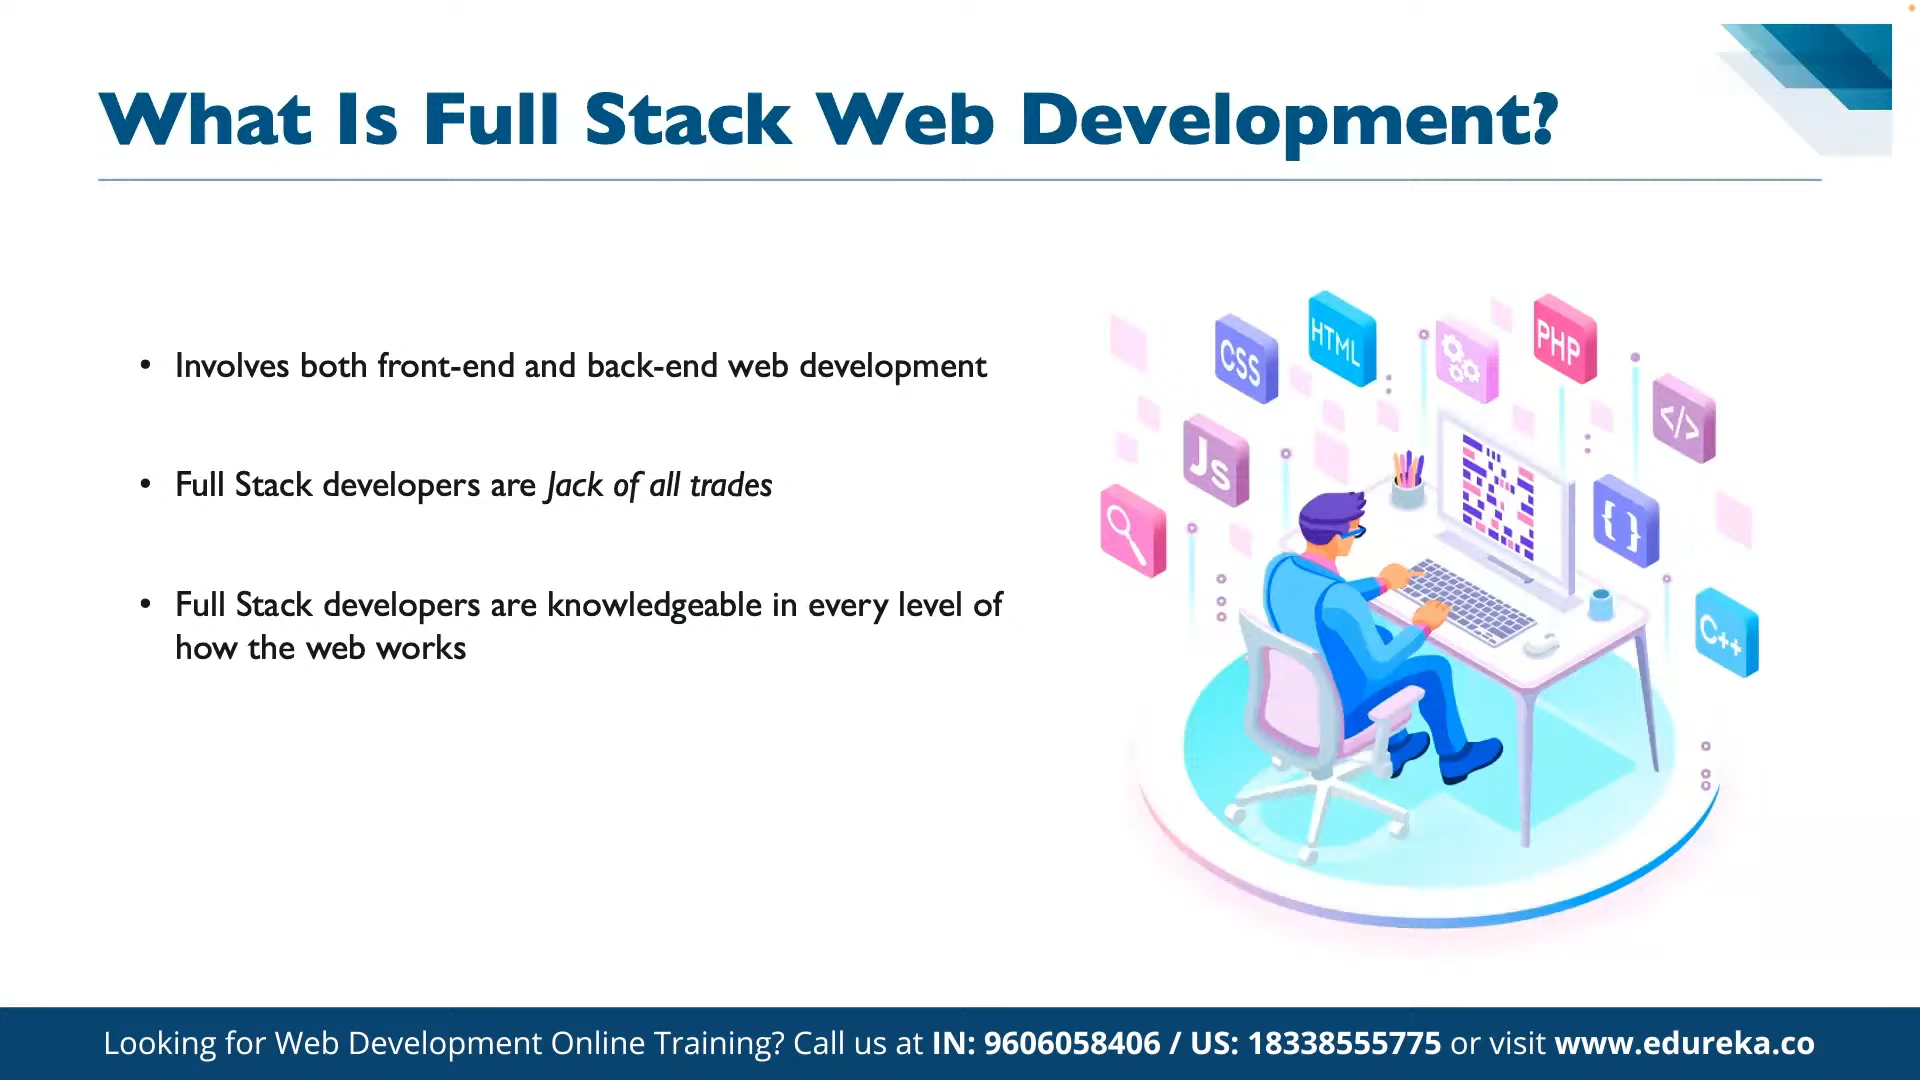 What Is Full Stack Web Development?
• Involves both front-end and back-end web development
• Full Stack developers are Jack of all trades
• Full Stack developers are knowledgeable in every level of
how the web works
CSS
HTML
PHP
</>
Js
{ }
C++
Looking for Web Development Online Training? Call us at IN: 9606058406 / US: 18338555775 or visit www.edureka.co